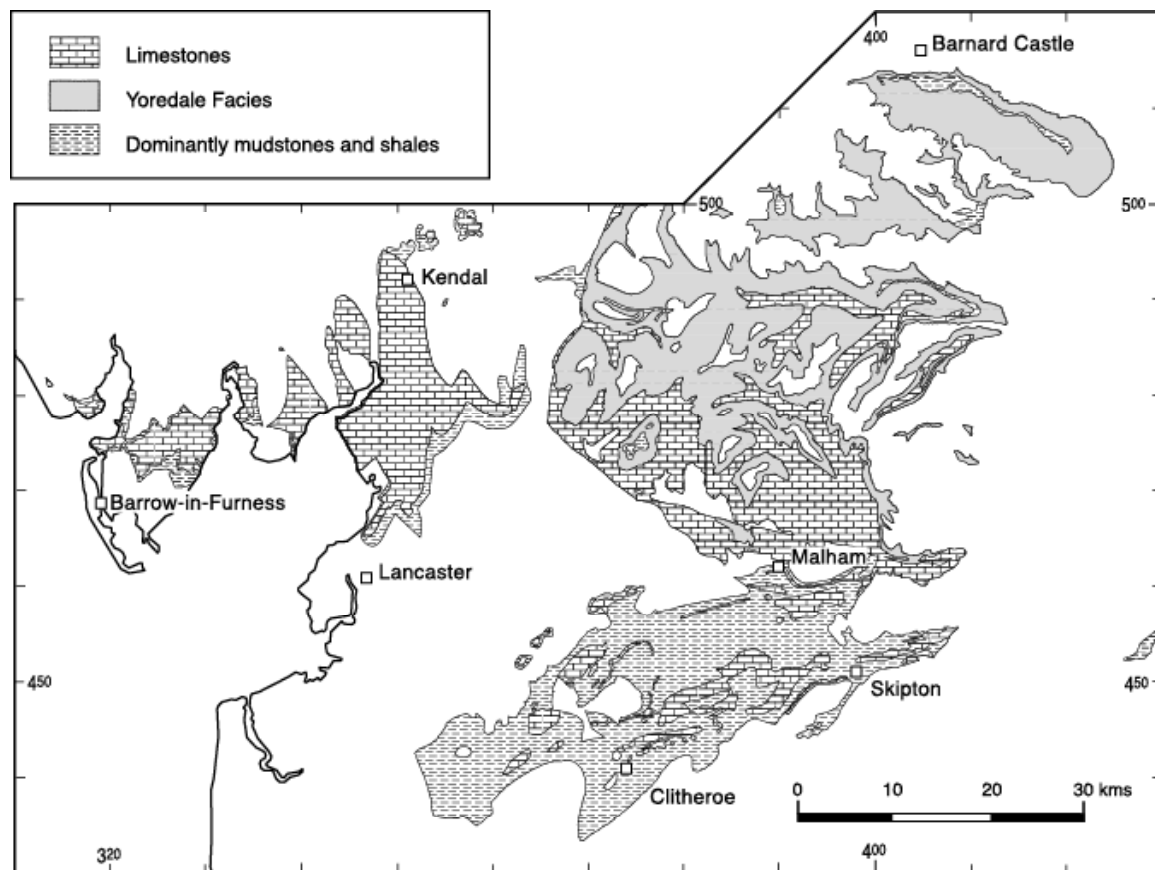 Limestones
Yoredale Facies
Dominantly mudstones and shales
400
Barnard Castle
500
500
Kendal
Barrow-in-Furness
Malham
Lancaster
450
Skipton
450
Clitheroe
0 10 20 30 kms
320
400